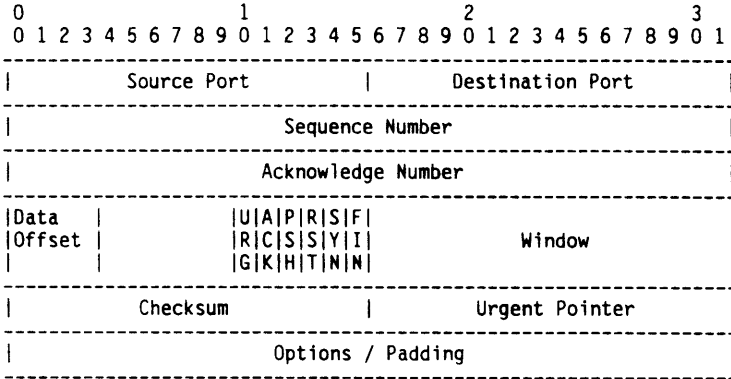 0 1 2 3
0 1 2 3 4 5 6 7 8 9 0 1 2 3 4 5 6 7 8 9 0 1 2 3 4 5 6 7 8 9 0 1
Source Port | Destination Port
Sequence Number
Acknowledge Number
|Data | |U|A|P|R|S|F|
|Offset | |R|C|S|S|Y|I| Window
| | |G|K|H|T|N|N|
Checksum | Urgent Pointer
Options / Padding